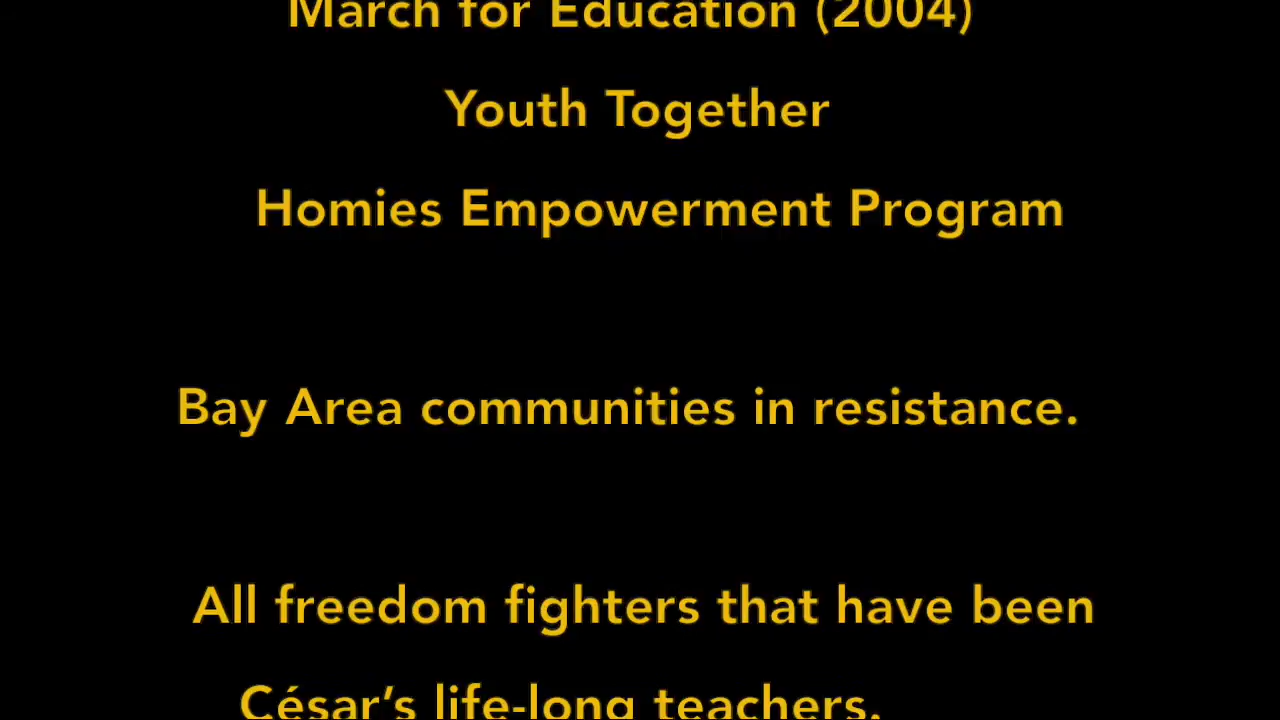 March for Education (2004)
Youth Together
Homies Empowerment Program
Bay Area communities in resistance.
All freedom fighters that have been
César’s life-long teachers.